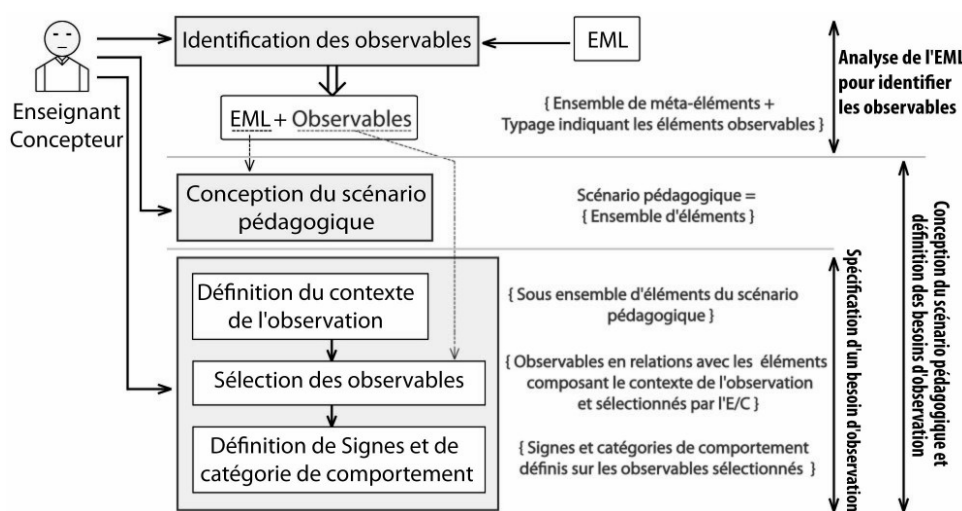 Identification des observables
EML
Analyse de l'EML
pour identifier
les observables
Enseignant
Concepteur
EML + Observables
{ Ensemble de méta-éléments +
Typage indiquant les éléments observables }
Conception du scénario
pédagogique
Scénario pédagogique =
{ Ensemble d'éléments }
Définition du contexte
de l'observation
{ Sous ensemble d'éléments du scénario
pédagogique }
Sélection des observables
{ Observables en relations avec les éléments
composant le contexte de l'observation
et sélectionnés par l'E/C }
Définition de Signes et de
catégorie de comportement
{ Signes et catégories de comportement
définis sur les observables sélectionnés }
Spécification d'un besoin d'observation
Conception du scénario pédagogique et
définition des besoins d'observation